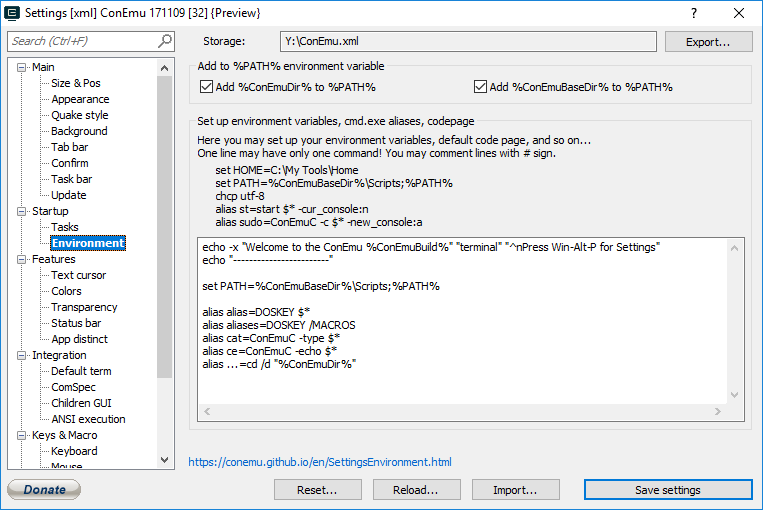 Settings [xml] ConEmu 171109 [32] {Preview}
Search (Ctrl+F)
Main
Size & Pos
Appearance
Quake style
Background
Tab bar
Confirm
Task bar
Update
Startup
Tasks
Environment
Features
Text cursor
Colors
Transparency
Status bar
App distinct
Integration
Default term
ComSpec
Children GUI
ANSI execution
Keys & Macro
Keyboard
Mouse
Storage: Y:\ConEmu.xml Export...
Add to %PATH% environment variable
Add %ConEmuDir% to %PATH% Add %ConEmuBaseDir% to %PATH%
Set up environment variables, cmd.exe aliases, codepage
Here you may set up your environment variables, default code page, and so on...
One line may have only one command! You may comment lines with # sign.
set HOME=C:\My Tools\Home
set PATH=%ConEmuBaseDir%\Scripts;%PATH%
chcp utf-8
alias st=start $* -cur_console:n
alias sudo=ConEmuC -c $* -new_console:a
echo -x "Welcome to the ConEmu %ConEmuBuild%" "terminal" "^nPress Win-Alt-P for Settings"
echo "------------------------"
set PATH=%ConEmuBaseDir%\Scripts;%PATH%
alias alias=DOSKEY $*
alias aliases=DOSKEY /MACROS
alias cat=ConEmuC -type $*
alias ce=ConEmuC -echo $*
alias ...=cd /d "%ConEmuDir%"
https://conemu.github.io/en/SettingsEnvironment.html
Donate Reset... Reload... Import... Save settings